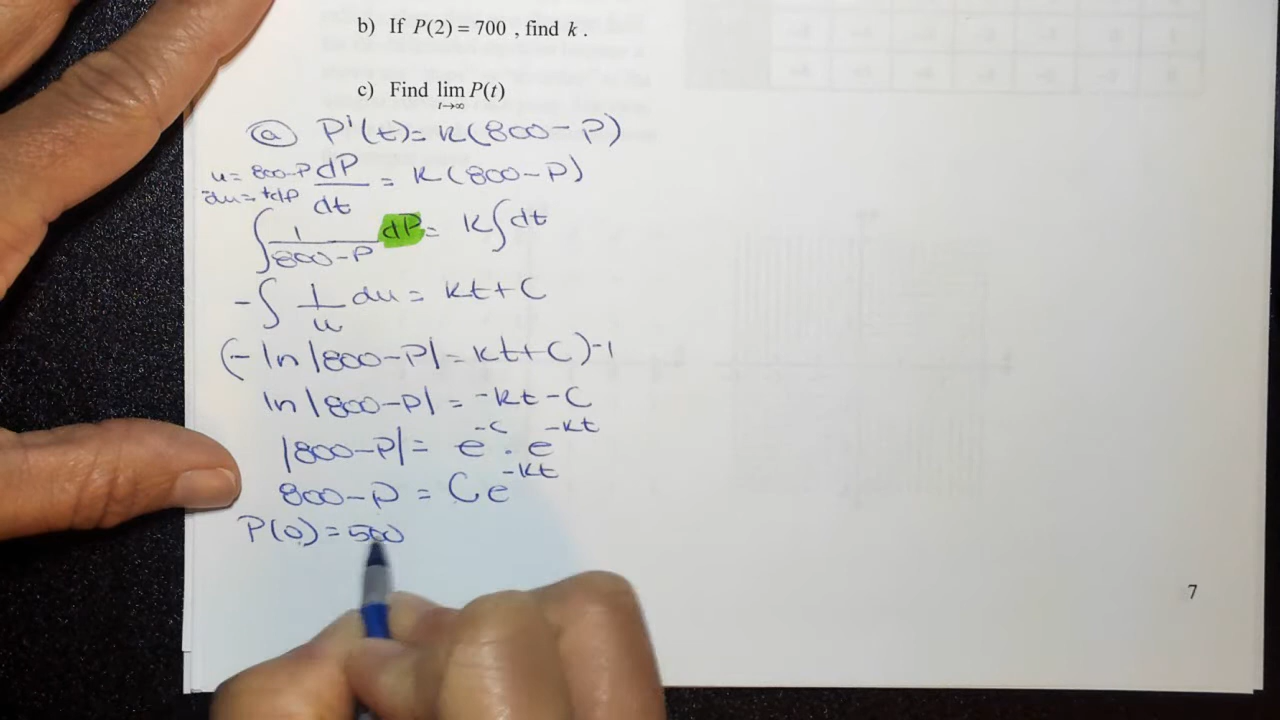 b) If P(2) = 700 , find k .
c) Find lim P(t)
t→∞
ⓐ P'(t) = k(800-P)
u = 800-P dP/dt = k(800-P)
-du = +dP
∫ 1/(800-P) dP = k∫dt
-∫ 1/u du = kt + C
(-ln|800-P| = kt + C)-1
ln|800-P| = -kt - C
|800-P| = e^-C · e^-kt
800-P = Ce^-kt
P(0) = 500
7